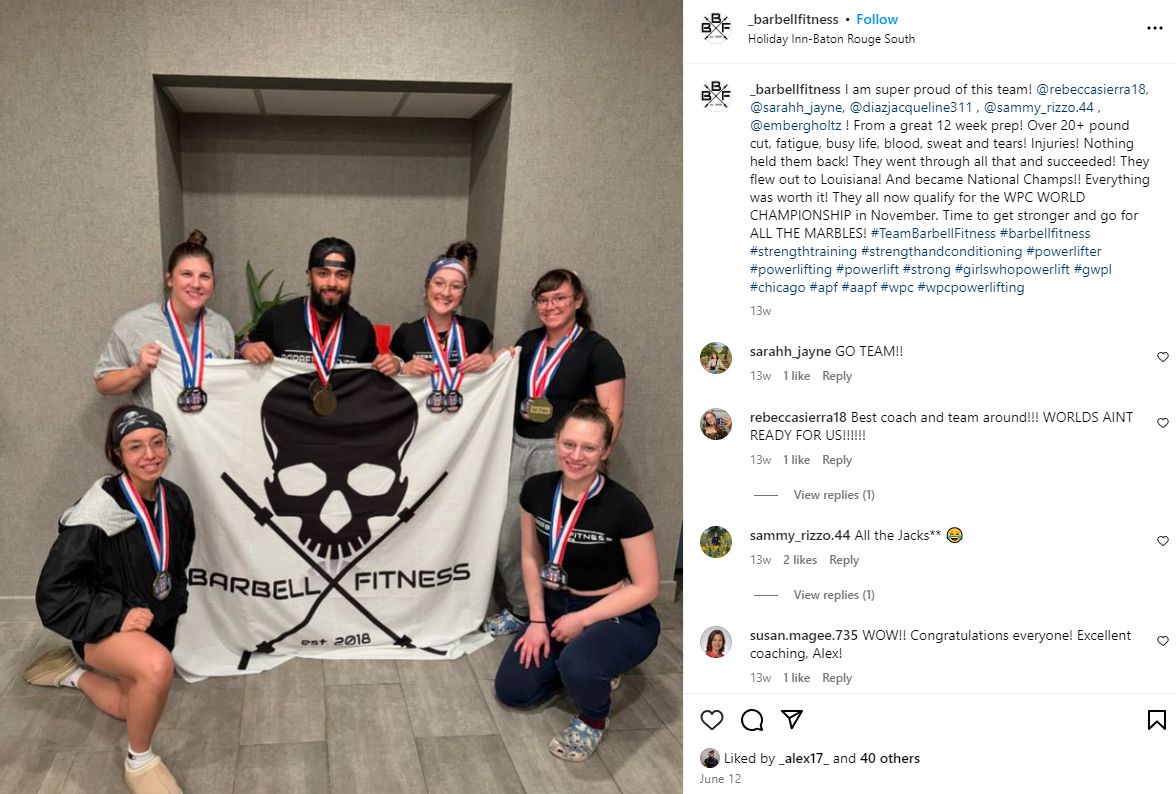 BARBELL FITNESS
BARBELL FITNESS
BARBELL FITNESS
est 2018
B
B F
_barbellfitness • Follow
Holiday Inn-Baton Rouge South
B
B F
_barbellfitness I am super proud of this team! @rebeccasierra18,
@sarahh_jayne, @diazjacqueline311 , @sammy_rizzo.44 ,
@embergholtz ! From a great 12 week prep! Over 20+ pound
cut, fatigue, busy life, blood, sweat and tears! Injuries! Nothing
held them back! They went through all that and succeeded! They
flew out to Louisiana! And became National Champs!! Everything
was worth it! They all now qualify for the WPC WORLD
CHAMPIONSHIP in November. Time to get stronger and go for
ALL THE MARBLES! #TeamBarbellFitness #barbellfitness
#strengthtraining #strengthandconditioning #powerlifter
#powerlifting #powerlift #strong #girlswhopowerlift #gwpl
#chicago #apf #aapf #wpc #wpcpowerlifting
13w
sarahh_jayne GO TEAM!!
13w 1 like Reply
rebeccasierra18 Best coach and team around!!! WORLDS AINT
READY FOR US!!!!!!
13w 1 like Reply
View replies (1)
sammy_rizzo.44 All the Jacks** 😂
13w 2 likes Reply
View replies (1)
susan.magee.735 WOW!! Congratulations everyone! Excellent
coaching, Alex!
13w 1 like Reply
Liked by _alex17_ and 40 others
June 12